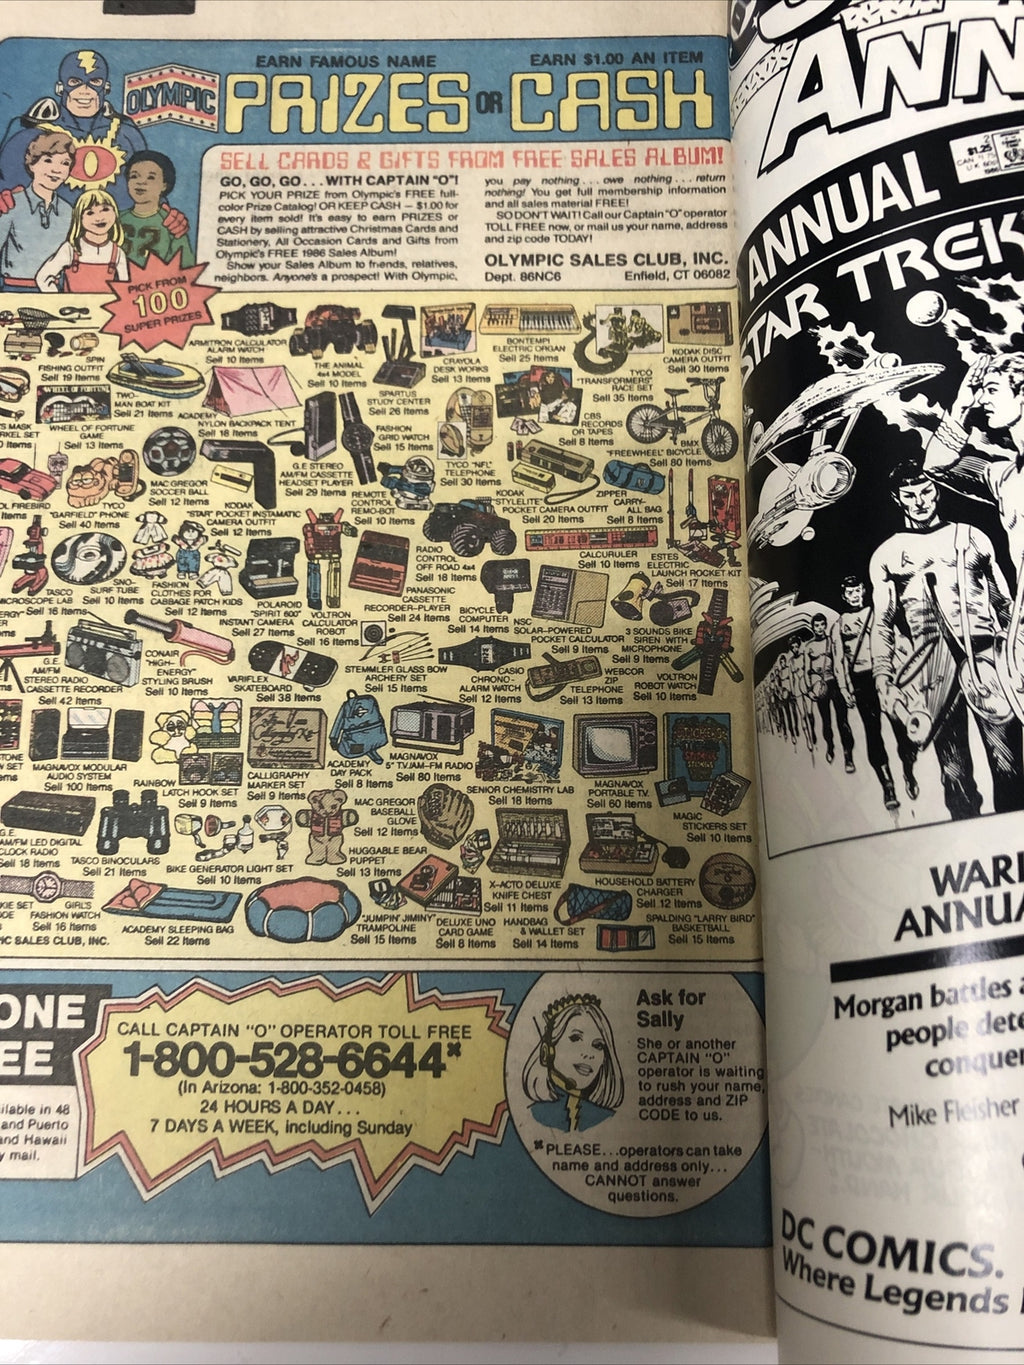 EARN FAMOUS NAME
EARN $1.00 AN ITEM
OLYMPIC
PRIZES OR CASH
SELL CARDS & GIFTS FROM FREE SALES ALBUM!
GO, GO, GO... WITH CAPTAIN "O"!
PICK YOUR PRIZE from Olympic's FREE full-
color Prize Catalog! OR KEEP CASH – $1.00 for
every item sold! It's easy to earn PRIZES or
CASH by selling attractive Christmas Cards and
Stationery, All Occasion Cards and Gifts from
Olympic's FREE 1986 Sales Album!
Show your Sales Album to friends, relatives,
neighbors. Anyone's a prospect! With Olympic,
you pay nothing... owe nothing... return
nothing! You get full membership information
and all sales material FREE!
SO DON'T WAIT! Call our Captain "O" operator
TOLL FREE now, or mail us your name, address
and zip code TODAY!
OLYMPIC SALES CLUB, INC.
Dept. 86NC6 Enfield, CT 06082
O
PICK FROM
100
SUPER PRIZES
SPIN
FISHING OUTFIT
Sell 19 Items
TWO-
MAN BOAT KIT
Sell 21 Items
ARMITRON CALCULATOR
ALARM WATCH
Sell 10 Items
THE ANIMAL
4x4 MODEL
Sell 10 Items
SPARTUS
STUDY CENTER
Sell 26 Items
CRAYOLA
DESK WORKS
Sell 13 Items
BONTEMPI
ELECTRIC ORGAN
Sell 25 Items
TYCO
"TRANSFORMERS"
RACE SET
Sell 35 Items
KODAK DISC
CAMERA OUTFIT
Sell 30 Items
WHEEL OF FORTUNE
GAME
Sell 13 Items
ACADEMY
NYLON BACKPACK TENT
Sell 18 Items
G.E STEREO
AM/FM CASSETTE
HEADSET PLAYER
Sell 29 Items
FASHION
GRID WATCH
Sell 15 Items
TYCO "NFL"
TELEPHONE
Sell 30 Items
CBS
RECORDS
OR TAPES
Sell 8 Items
BMX
"FREEWHEEL" BICYCLE
Sell 80 Items
TYCO
"GARFIELD" PHONE
Sell 40 Items
MAC GREGOR
SOCCER BALL
Sell 12 Items
KODAK
"STAR" POCKET INSTAMATIC
CAMERA OUTFIT
Sell 12 Items
REMOTE
CONTROL
REMO-BOT
Sell 10 Items
KODAK
"STYLELITE"
POCKET CAMERA OUTFIT
Sell 20 Items
ZIPPER
CARRY-
ALL BAG
Sell 8 Items
TASCO
MICROSCOPE LAB
Sell 16 Items
SNO-
SURF TUBE
Sell 10 Items
FASHION
CLOTHES FOR
CABBAGE PATCH KIDS
Sell 12 Items
POLAROID
"SPIRIT 600"
INSTANT CAMERA
Sell 27 Items
VOLTRON
CALCULATOR
ROBOT
Sell 16 Items
PANASONIC
CASSETTE
RECORDER-PLAYER
Sell 24 Items
RADIO
CONTROL
OFF ROAD 4x4
Sell 18 Items
CALCURULER
Sell 10 Items
ESTES
ELECTRIC
LAUNCH ROCKET KIT
Sell 17 Items
G.E.
AM/FM
STEREO RADIO
CASSETTE RECORDER
Sell 42 Items
CONAIR
"HIGH-
ENERGY"
STYLING BRUSH
Sell 10 Items
VARIFLEX
SKATEBOARD
Sell 38 Items
STEMMLER GLASS BOW
ARCHERY SET
Sell 15 Items
BICYCLE
COMPUTER
Sell 14 Items
CASIO
CHRONO-
ALARM WATCH
Sell 12 Items
NSC
SOLAR-POWERED
POCKET CALCULATOR
Sell 9 Items
WEBCOR
ZIP
TELEPHONE
Sell 13 Items
3 SOUNDS BIKE
SIREN WITH
MICROPHONE
Sell 9 Items
VOLTRON
ROBOT WATCH
Sell 10 Items
MAGNAVOX MODULAR
AUDIO SYSTEM
Sell 100 Items
RAINBOW
LATCH HOOK SET
Sell 9 Items
CALLIGRAPHY
MARKER SET
Sell 9 Items
ACADEMY
DAY PACK
Sell 8 Items
MAGNAVOX
5" TV/AM-FM RADIO
Sell 80 Items
SENIOR CHEMISTRY LAB
Sell 18 Items
MAGNAVOX
PORTABLE TV.
Sell 60 Items
MAGIC
STICKERS SET
Sell 10 Items
G.E.
AM/FM LED DIGITAL
CLOCK RADIO
Sell 18 Items
TASCO BINOCULARS
Sell 21 Items
BIKE GENERATOR LIGHT SET
Sell 10 Items
HUGGABLE BEAR
PUPPET
Sell 13 Items
MAC GREGOR
BASEBALL
GLOVE
Sell 12 Items
X-ACTO DELUXE
KNIFE CHEST
Sell 11 Items
HOUSEHOLD BATTERY
CHARGER
Sell 12 Items
GIRL'S
FASHION WATCH
Sell 16 Items
ACADEMY SLEEPING BAG
Sell 22 Items
"JUMPIN' JIMINY"
TRAMPOLINE
Sell 15 Items
DELUXE UNO
CARD GAME
Sell 8 Items
HANDBAG
& WALLET SET
Sell 14 Items
SPALDING "LARRY BIRD"
BASKETBALL
Sell 15 Items
IC SALES CLUB, INC.
ONE
EE
ilable in 48
and Puerto
and Hawaii
y mail.
CALL CAPTAIN "O" OPERATOR TOLL FREE
1-800-528-6644*
(In Arizona: 1-800-352-0458)
24 HOURS A DAY...
7 DAYS A WEEK, including Sunday
Ask for
Sally
She or another
CAPTAIN "O"
operator is waiting
to rush your name,
address and ZIP
CODE to us.
*PLEASE...operators can take
name and address only...
CANNOT answer
questions.
ANN
ANNUAL
2
$1.25
STAR TREK
WAR
ANNUA
Morgan battles a
people dete
conquer
Mike Fleisher
DC COMICS.
Where Legends